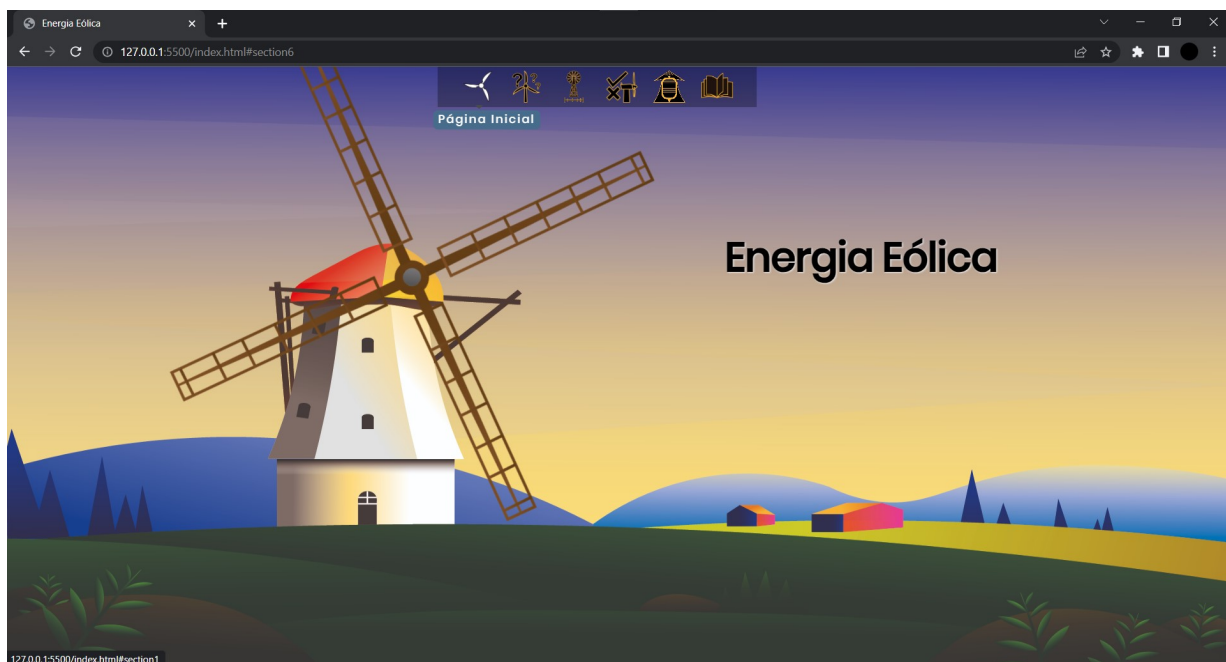 Energia Eólica
127.0.0.1:5500/index.html#section6
Página Inicial
Energia Eólica
127.0.0.1:5500/index.html#section1